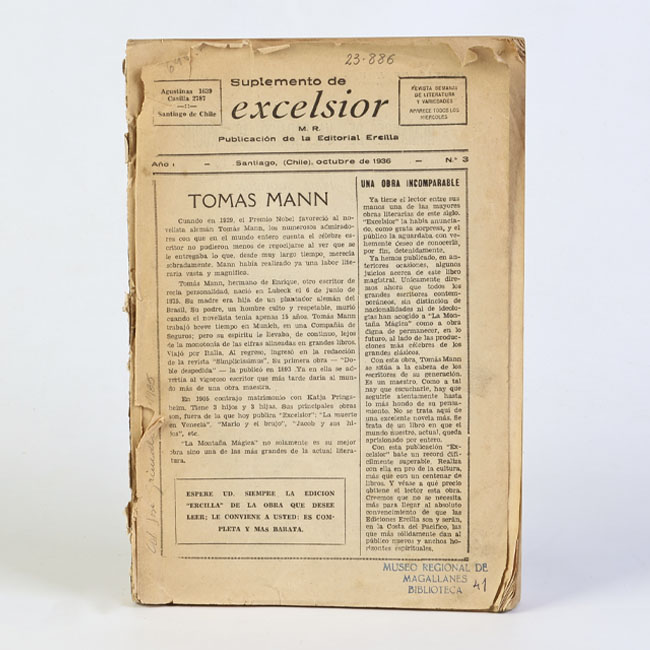 23-886
Agustinas 1639
Casilla 2787
Santiago de Chile
Suplemento de
excelsior
M. R.
Publicación de la Editorial Ercilla
REVISTA SEMANAL
DE LITERATURA
Y VARIEDADES
APARECE TODOS LOS
MIERCOLES
Año I — Santiago, (Chile), octubre de 1936 — N.º 3
TOMAS MANN
Cuando en 1929, el Premio Nóbel favoreció al no-
velista alemán Tomás Mann, los numerosos admirado-
res con que en el mundo entero cuenta el célebre es-
critor no pudieron menos de regocijarse al ver que se
le entregaba lo que, desde muy largo tiempo, merecía
sobradamente. Mann había realizado ya una labor lite-
raria vasta y magnífica.
Tomás Mann, hermano de Enrique, otro escritor de
recia personalidad, nació en Lubeck el 6 de junio de
1875. Su madre era hija de un plantador alemán del
Brasil. Su padre, un hombre culto y respetable, murió
cuando el novelista tenía apenas 15 años. Tomás Mann
trabajó breve tiempo en Munich, en una Compañía de
Seguros; pero su espíritu le llevaba, de continuo, lejos
de la monotonía de las cifras alineadas en grandes libros.
Viajó por Italia. Al regreso, ingresó en la redacción
de la revista "Simplicissimus". Su primera obra — "Do-
ble despedida" — la publicó en 1893. Ya en ella se ad-
vertía al vigoroso escritor que más tarde daría al mun-
do más de una obra maestra.
En 1905 contrajo matrimonio con Katja Prings-
heim. Tiene 3 hijos y 3 hijas. Sus principales obras
son, fuera de la que hoy publica "Excelsior": "La muerte
en Venecia", "Mario y el brujo", "Jacob y sus hi-
jos", etc.
"La Montaña Mágica" no solamente es su mejor
obra sino una de las más grandes de la actual litera-
tura.
ESPERE UD. SIEMPRE LA EDICION
"ERCILLA" DE LA OBRA QUE DESEE
LEER; LE CONVIENE A USTED: ES COM-
PLETA Y MAS BARATA.
UNA OBRA INCOMPARABLE
Ya tiene el lector entre sus
manos una de las mayores
obras literarias de este siglo.
"Excelsior" la había anuncia-
do, como grata sorpresa, y el
público la aguardaba, con ve-
hemente deseo de conocerla,
por fin, detenidamente.
Ya hemos publicado, en an-
teriores ocasiones, algunos
juicios acerca de este libro
magistral. Unicamente dire-
mos ahora que todos los
grandes escritores contem-
poráneos, sin distinción de
nacionalidades ni de ideolo-
gías han acogido a "La Mon-
taña Mágica" como a obra
digna de permanecer, en lo
futuro, al lado de las produc-
ciones más célebres de los
grandes clásicos.
Con esta obra, Tomás Mann
se sitúa a la cabeza de los
escritores de su generación.
Es un maestro. Como a tal
hay que escucharle, hay que
seguirle atentamente hasta
lo más hondo de su pensa-
miento. No se trata aquí de
una excelente novela más. Se
trata de un libro en que el
mundo nuestro, actual, queda
aprisionado por entero.
Con esta publicación "Ex-
celsior" bate un récord difí-
cilmente superable. Realiza
con ella en pro de la cultura,
más que con un centenar de
libros. Y véase a qué precio
obtiene el lector esta obra.
Creemos que no se necesita
más para llegar al absoluto
convencimiento de que las
Ediciones Ercilla son y serán,
en la Costa del Pacífico, las
que más sólidamente dan al
público nuevos y anchos ho-
rizontes espirituales.
MUSEO REGIONAL DE
MAGALLANES
BIBLIOTECA 41